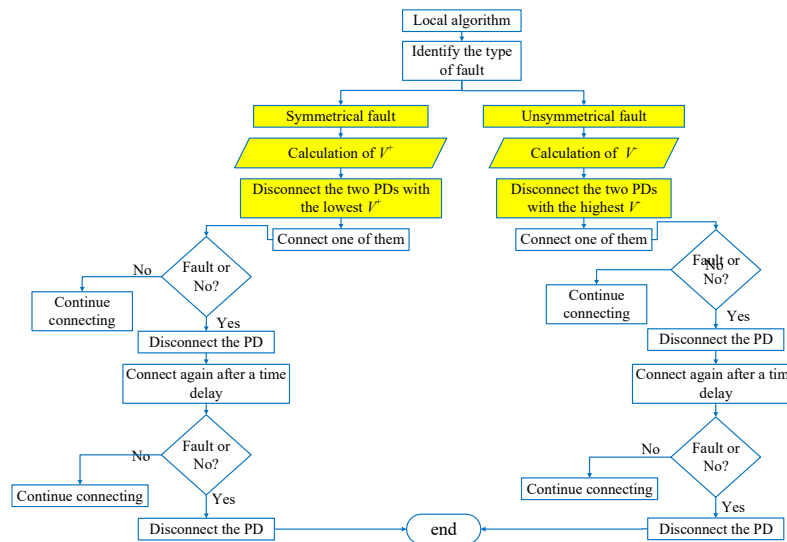 Local algorithm
Identify the type
of fault
Symmetrical fault
Unsymmetrical fault
Calculation of V⁺
Calculation of V⁻
Disconnect the two PDs with
the lowest V⁺
Disconnect the two PDs
with the highest V⁻
Connect one of them
Connect one of them
Fault or
No?
No
Continue
connecting
Yes
Disconnect the PD
Connect again after a time
delay
Fault or
No?
No
Continue connecting
Yes
Disconnect the PD
Fault or
No?
No
Continue
connecting
Yes
Disconnect the PD
Connect again after a time
delay
Fault or
No?
No
Continue connecting
Yes
Disconnect the PD
end